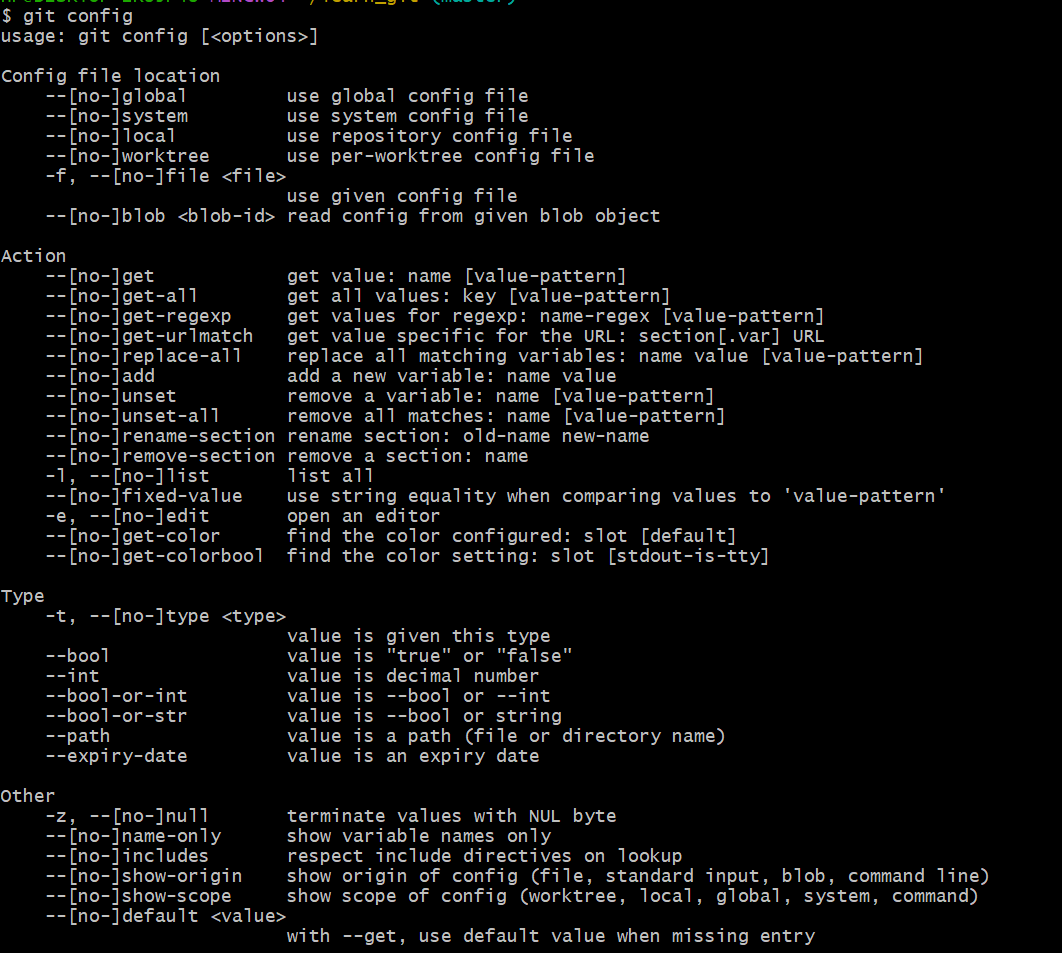 $ git config
usage: git config [<options>]

Config file location
    --[no-]global         use global config file
    --[no-]system         use system config file
    --[no-]local          use repository config file
    --[no-]worktree       use per-worktree config file
    -f, --[no-]file <file>
                          use given config file
    --[no-]blob <blob-id> read config from given blob object

Action
    --[no-]get            get value: name [value-pattern]
    --[no-]get-all        get all values: key [value-pattern]
    --[no-]get-regexp     get values for regexp: name-regex [value-pattern]
    --[no-]get-urlmatch   get value specific for the URL: section[.var] URL
    --[no-]replace-all    replace all matching variables: name value [value-pattern]
    --[no-]add            add a new variable: name value
    --[no-]unset          remove a variable: name [value-pattern]
    --[no-]unset-all      remove all matches: name [value-pattern]
    --[no-]rename-section rename section: old-name new-name
    --[no-]remove-section remove a section: name
    -l, --[no-]list       list all
    --[no-]fixed-value    use string equality when comparing values to 'value-pattern'
    -e, --[no-]edit       open an editor
    --[no-]get-color      find the color configured: slot [default]
    --[no-]get-colorbool  find the color setting: slot [stdout-is-tty]

Type
    -t, --[no-]type <type>
                          value is given this type
    --bool                value is "true" or "false"
    --int                 value is decimal number
    --bool-or-int         value is --bool or --int
    --bool-or-str         value is --bool or string
    --path                value is a path (file or directory name)
    --expiry-date         value is an expiry date

Other
    -z, --[no-]null       terminate values with NUL byte
    --[no-]name-only      show variable names only
    --[no-]includes       respect include directives on lookup
    --[no-]show-origin    show origin of config (file, standard input, blob, command line)
    --[no-]show-scope     show scope of config (worktree, local, global, system, command)
    --[no-]default <value>
                          with --get, use default value when missing entry